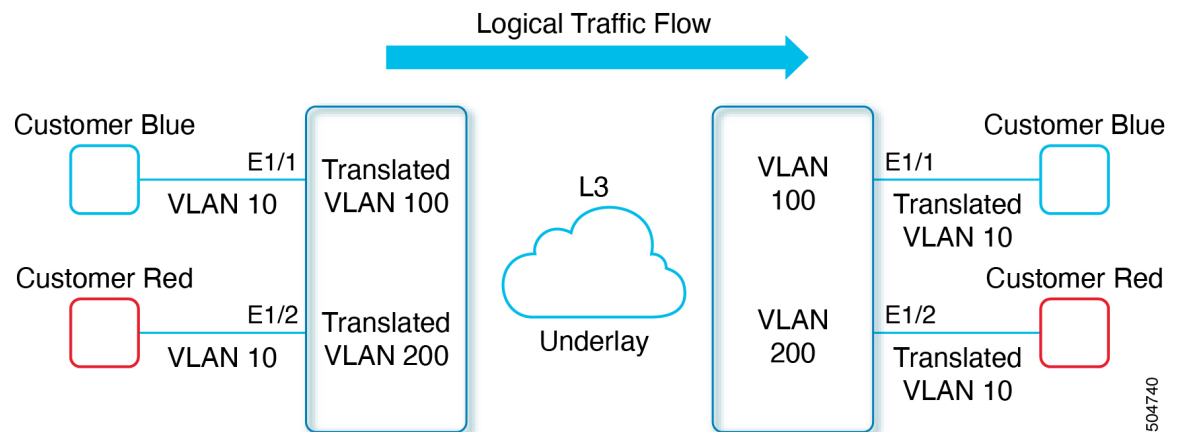 Logical Traffic Flow
Customer Blue
E1/1
VLAN 10
Translated
VLAN 100
Customer Red
E1/2
VLAN 10
Translated
VLAN 200
L3
Underlay
VLAN
100
E1/1
Customer Blue
Translated
VLAN 10
VLAN
200
E1/2
Customer Red
Translated
VLAN 10
504740